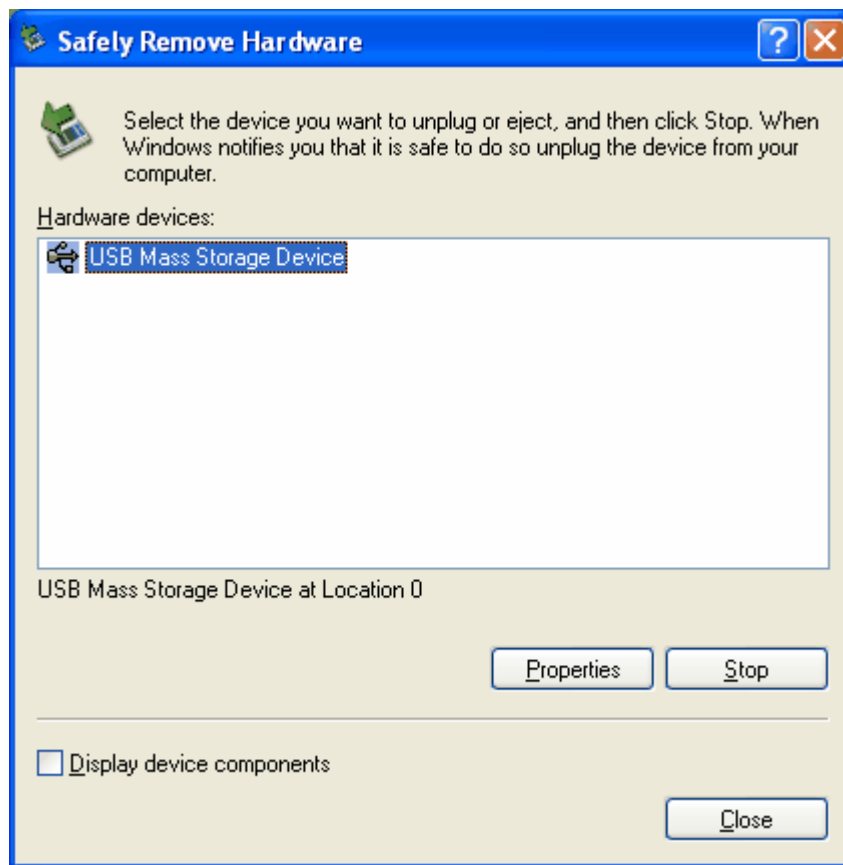 Safely Remove Hardware
Select the device you want to unplug or eject, and then click Stop. When
Windows notifies you that it is safe to do so unplug the device from your
computer.
Hardware devices:
USB Mass Storage Device
USB Mass Storage Device at Location 0
Properties Stop
Display device components
Close